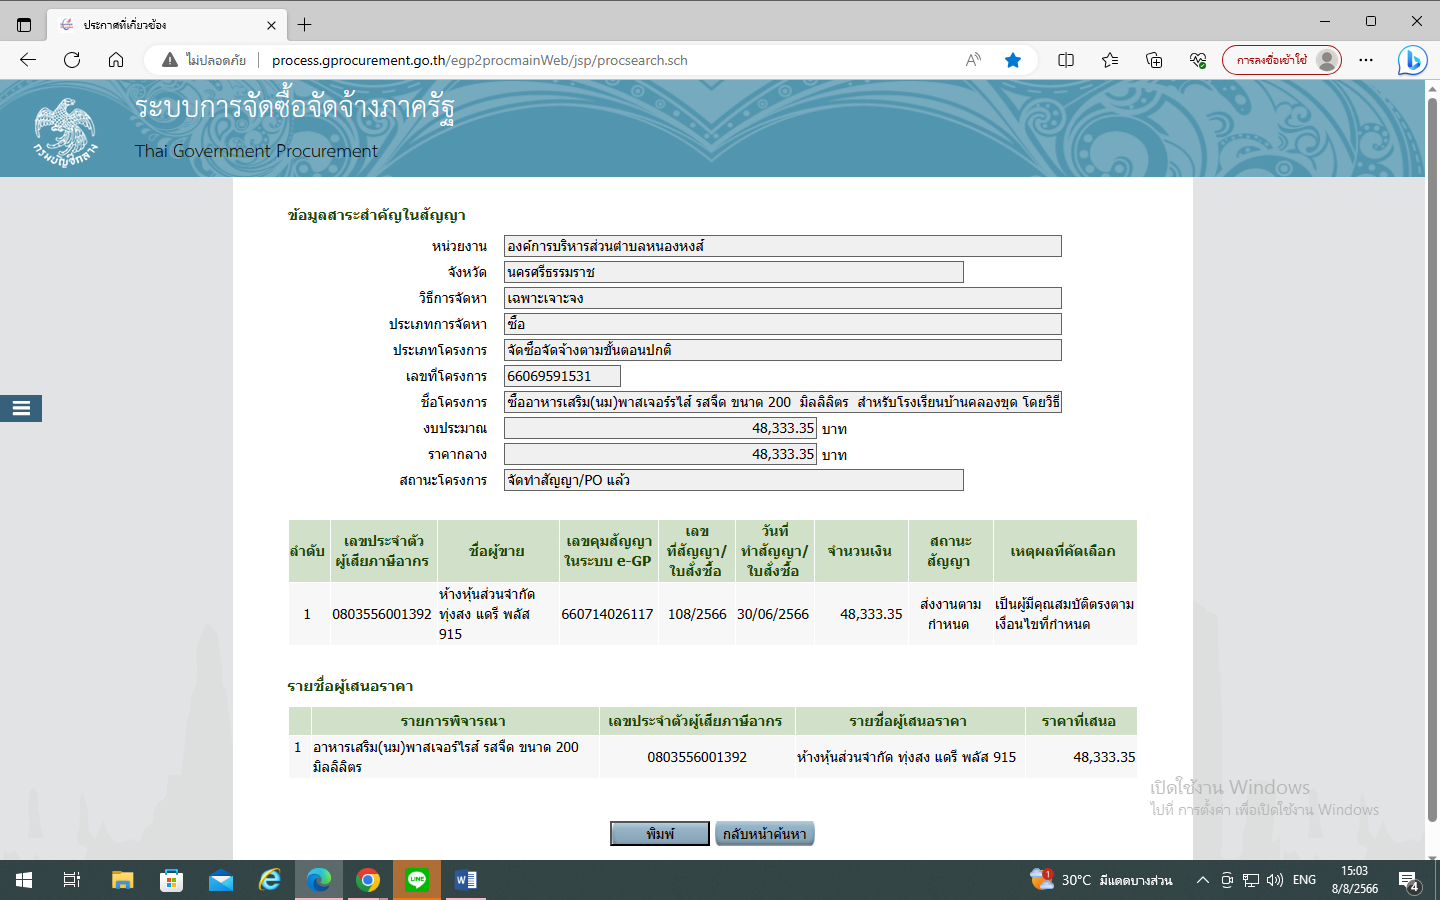 ประกาศที่เกี่ยวข้อง
ไม่ปลอดภัย process.gprocurement.go.th/egp2procmainWeb/jsp/procsearch.sch
การลงชื่อเข้าใช้
ระบบการจัดซื้อจัดจ้างภาครัฐ
Thai Government Procurement
กรมบัญชีกลาง
ข้อมูลสาระสำคัญในสัญญา
หน่วยงาน องค์การบริหารส่วนตำบลหนองหงส์
จังหวัด นครศรีธรรมราช
วิธีการจัดหา เฉพาะเจาะจง
ประเภทการจัดหา ซื้อ
ประเภทโครงการ จัดซื้อจัดจ้างตามขั้นตอนปกติ
เลขที่โครงการ 66069591531
ชื่อโครงการ ซื้ออาหารเสริม(นม)พาสเจอร์รไส์ รสจืด ขนาด 200 มิลลิลิตร สำหรับโรงเรียนบ้านคลองขุด โดยวิธี
งบประมาณ 48,333.35 บาท
ราคากลาง 48,333.35 บาท
สถานะโครงการ จัดทำสัญญา/PO แล้ว
ลำดับ เลขประจำตัว ผู้เสียภาษีอากร ชื่อผู้ขาย เลขคุมสัญญา ในระบบ e-GP เลข ที่สัญญา/ ใบสั่งซื้อ วันที่ ทำสัญญา/ ใบสั่งซื้อ จำนวนเงิน สถานะ สัญญา เหตุผลที่คัดเลือก
1 0803556001392 ห้างหุ้นส่วนจำกัด ทุ่งสง แดรี่ พลัส 915 660714026117 108/2566 30/06/2566 48,333.35 ส่งงานตาม กำหนด เป็นผู้มีคุณสมบัติตรงตาม เงื่อนไขที่กำหนด
รายชื่อผู้เสนอราคา
รายการพิจารณา เลขประจำตัวผู้เสียภาษีอากร รายชื่อผู้เสนอราคา ราคาที่เสนอ
1 อาหารเสริม(นม)พาสเจอร์ไรส์ รสจืด ขนาด 200 มิลลิลิตร 0803556001392 ห้างหุ้นส่วนจำกัด ทุ่งสง แดรี่ พลัส 915 48,333.35
เปิดใช้งาน Windows
ไปที่ การตั้งค่า เพื่อเปิดใช้งาน Windows
พิมพ์ กลับหน้าค้นหา
30°C มีแดดบางส่วน ENG 15:03
8/8/2566